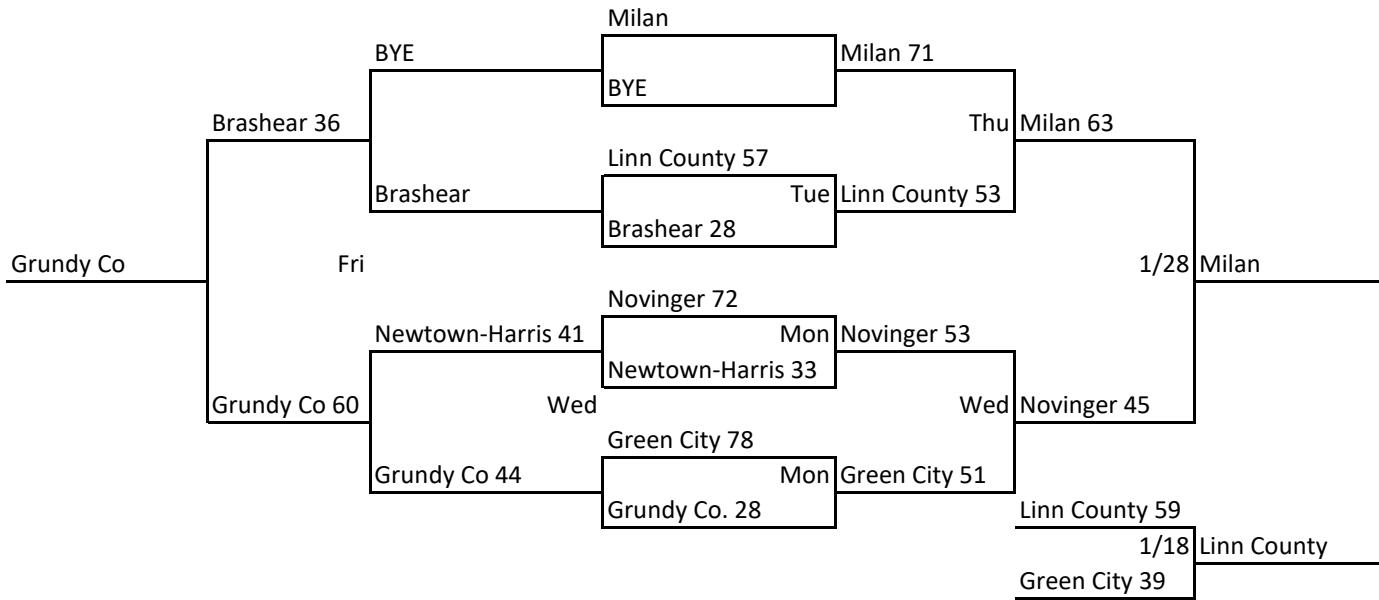 Milan
BYE
Milan 71
BYE
Brashear 36
Thu
Milan 63
Linn County 57
Brashear
Tue
Linn County 53
Brashear 28
Grundy Co
Fri
1/28
Milan
Novinger 72
Newtown-Harris 41
Mon
Novinger 53
Newtown-Harris 33
Grundy Co 60
Wed
Wed
Novinger 45
Green City 78
Grundy Co 44
Mon
Green City 51
Grundy Co. 28
Linn County 59
1/18
Linn County
Green City 39